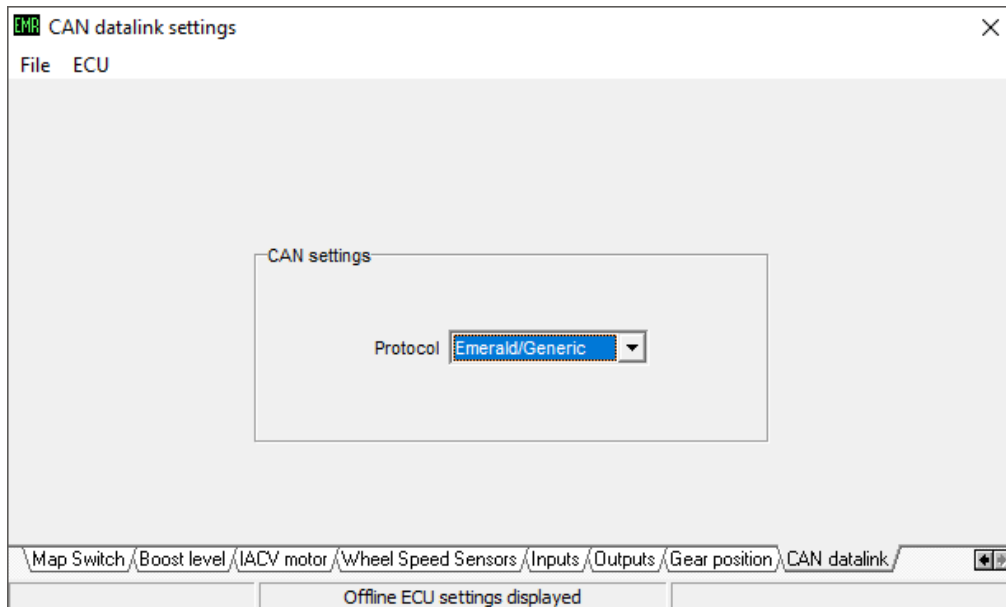 EMR CAN datalink settings
File ECU
CAN settings
Protocol Emerald/Generic
Map Switch Boost level IACV motor Wheel Speed Sensors Inputs Outputs Gear position CAN datalink
Offline ECU settings displayed